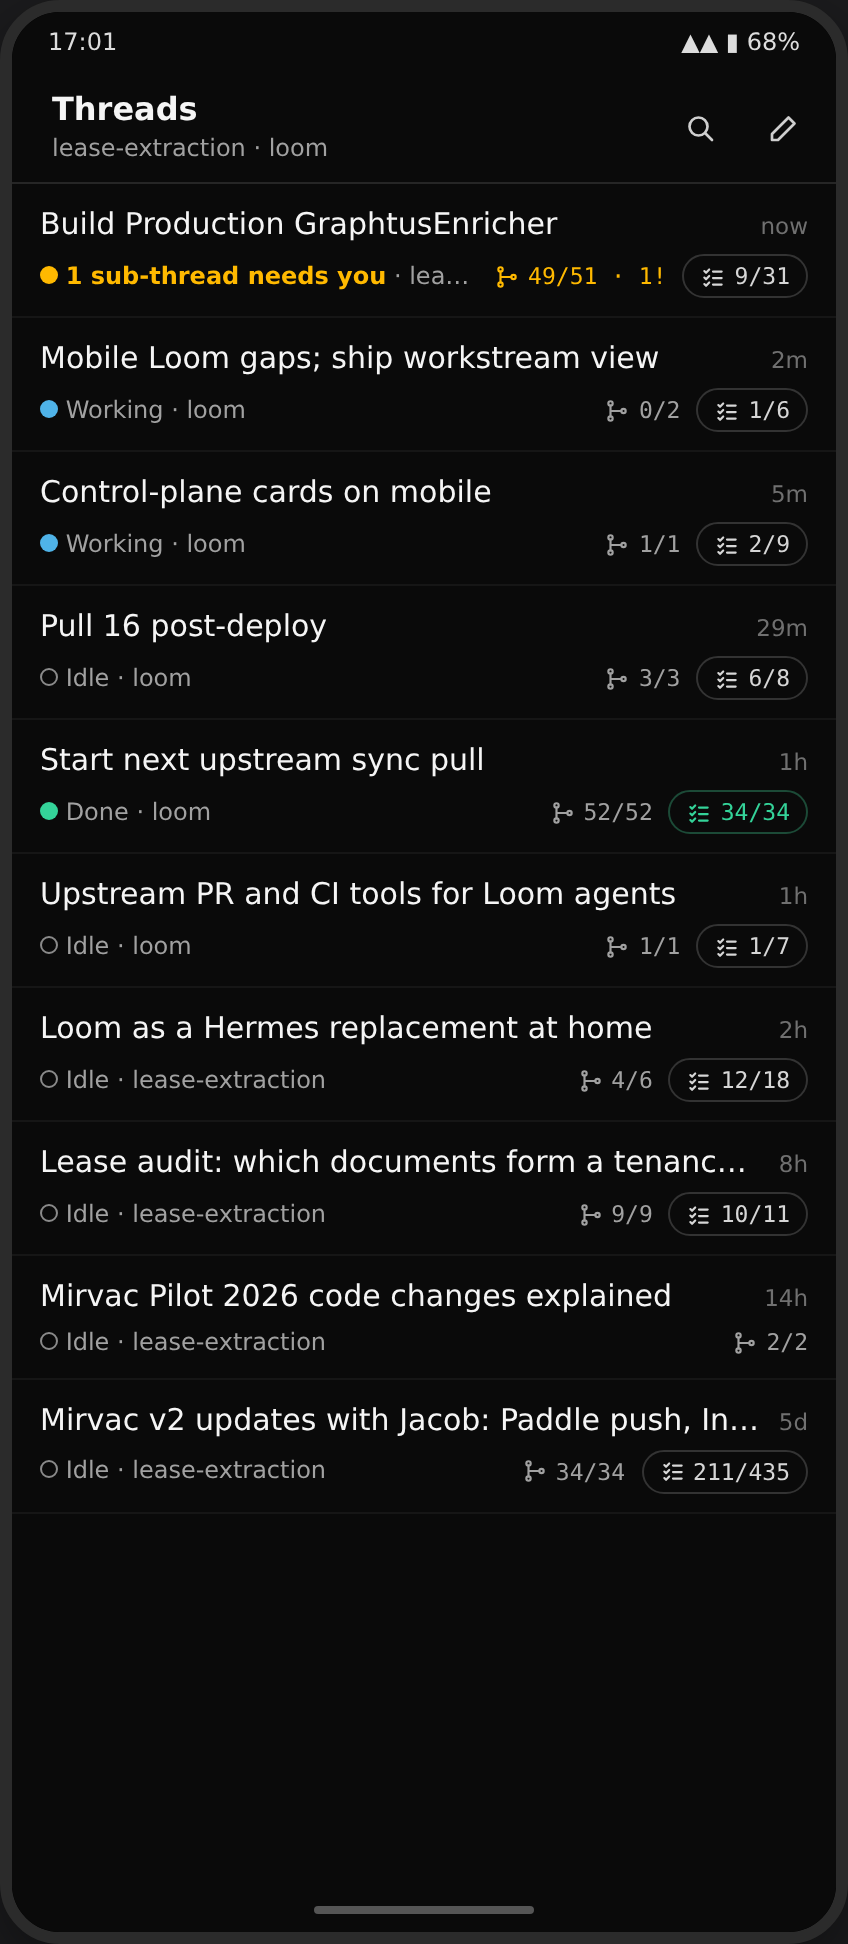 17:01
68%
Threads
lease-extraction · loom
Build Production GraphtusEnricher now
1 sub-thread needs you · lea… 49/51 · 1! 9/31
Mobile Loom gaps; ship workstream view 2m
Working · loom 0/2 1/6
Control-plane cards on mobile 5m
Working · loom 1/1 2/9
Pull 16 post-deploy 29m
Idle · loom 3/3 6/8
Start next upstream sync pull 1h
Done · loom 52/52 34/34
Upstream PR and CI tools for Loom agents 1h
Idle · loom 1/1 1/7
Loom as a Hermes replacement at home 2h
Idle · lease-extraction 4/6 12/18
Lease audit: which documents form a tenanc… 8h
Idle · lease-extraction 9/9 10/11
Mirvac Pilot 2026 code changes explained 14h
Idle · lease-extraction 2/2
Mirvac v2 updates with Jacob: Paddle push, In… 5d
Idle · lease-extraction 34/34 211/435